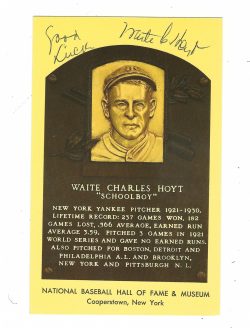 Good Luck Waite C Hoyt
WAITE CHARLES HOYT
"SCHOOLBOY"
NEW YORK YANKEE PITCHER 1921-1930.
LIFETIME RECORD: 237 GAMES WON, 182
GAMES LOST, .566 AVERAGE, EARNED RUN
AVERAGE 3.59. PITCHED 3 GAMES IN 1921
WORLD SERIES AND GAVE NO EARNED RUNS.
ALSO PITCHED FOR BOSTON, DETROIT AND
PHILADELPHIA A.L. AND BROOKLYN,
NEW YORK AND PITTSBURGH N. L.
NATIONAL BASEBALL HALL OF FAME & MUSEUM
Cooperstown, New York